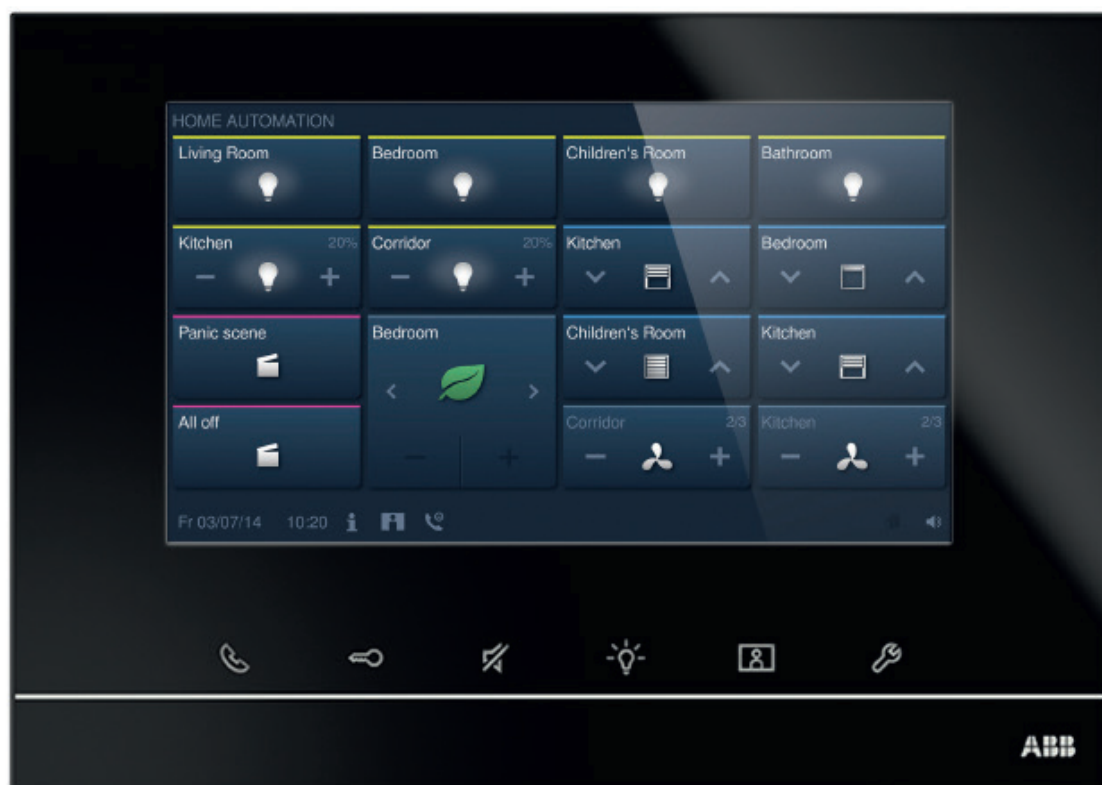 HOME AUTOMATION
Living Room
Bedroom
Children's Room
Bathroom
Kitchen 20%
Corridor 20%
Kitchen
Bedroom
Panic scene
Bedroom
Children's Room
Kitchen
All off
Corridor 2/3
Kitchen 2/3
Fr 03/07/14 10:20
ABB